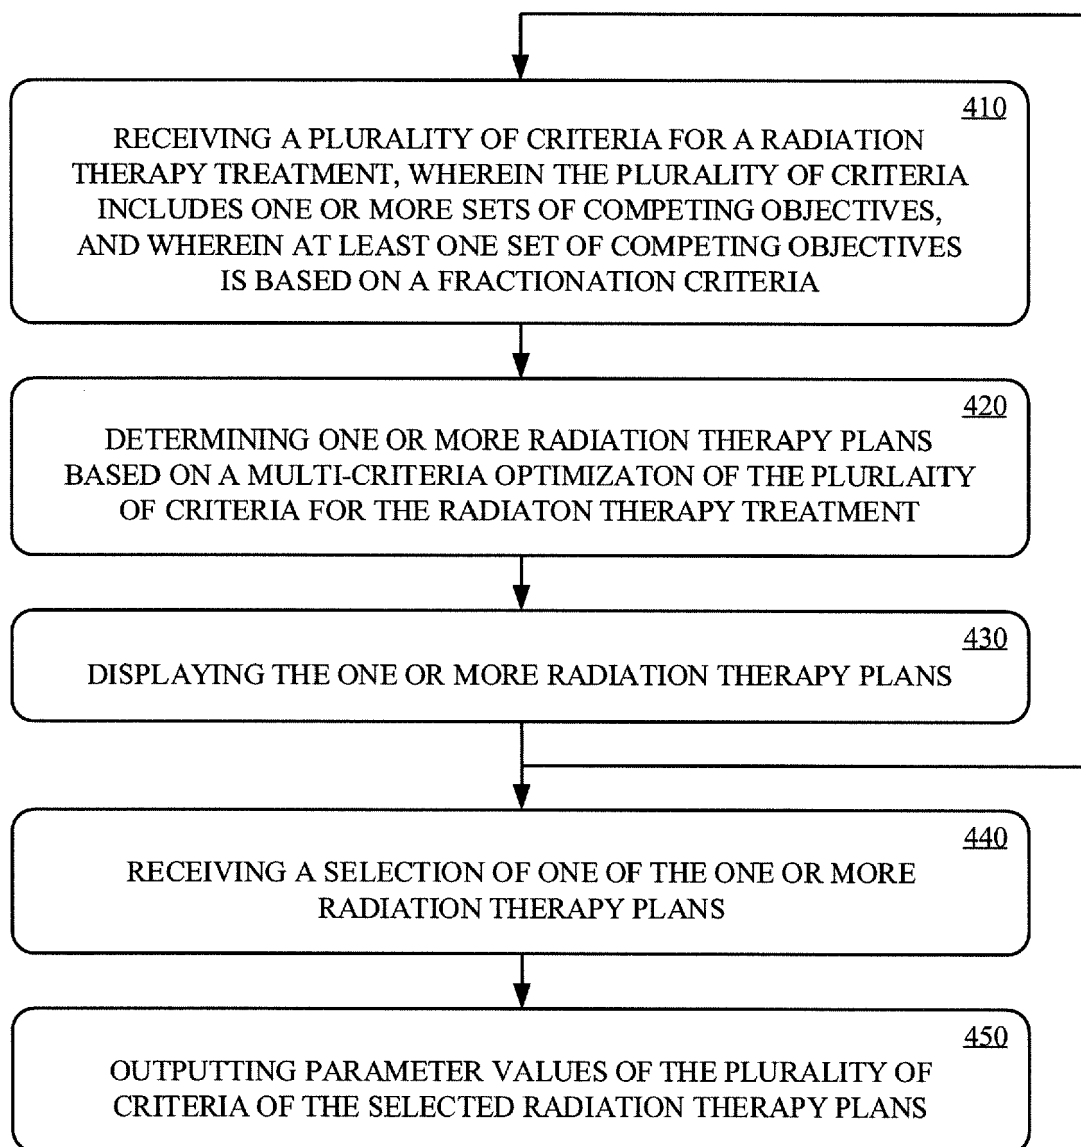 410
RECEIVING A PLURALITY OF CRITERIA FOR A RADIATION
THERAPY TREATMENT, WHEREIN THE PLURALITY OF CRITERIA
INCLUDES ONE OR MORE SETS OF COMPETING OBJECTIVES,
AND WHEREIN AT LEAST ONE SET OF COMPETING OBJECTIVES
IS BASED ON A FRACTIONATION CRITERIA
420
DETERMINING ONE OR MORE RADIATION THERAPY PLANS
BASED ON A MULTI-CRITERIA OPTIMIZATON OF THE PLURLAITY
OF CRITERIA FOR THE RADIATON THERAPY TREATMENT
430
DISPLAYING THE ONE OR MORE RADIATION THERAPY PLANS
440
RECEIVING A SELECTION OF ONE OF THE ONE OR MORE
RADIATION THERAPY PLANS
450
OUTPUTTING PARAMETER VALUES OF THE PLURALITY OF
CRITERIA OF THE SELECTED RADIATION THERAPY PLANS